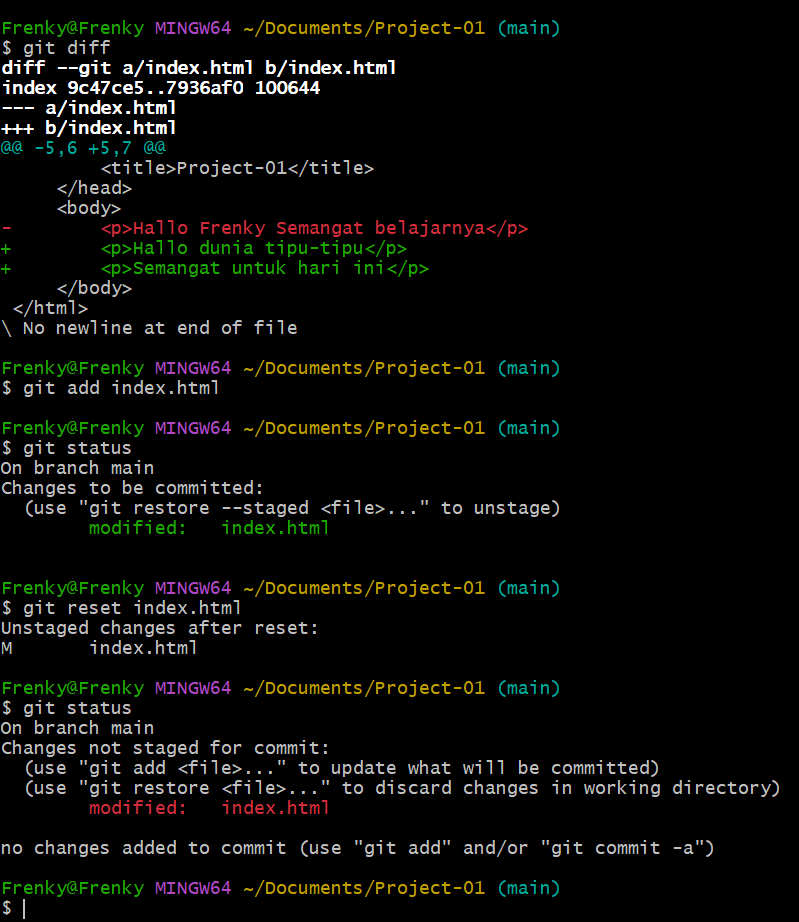 Frenky@Frenky MINGW64 ~/Documents/Project-01 (main)
$ git diff
diff --git a/index.html b/index.html
index 9c47ce5..7936af0 100644
--- a/index.html
+++ b/index.html
@@ -5,6 +5,7 @@
         <title>Project-01</title>
     </head>
     <body>
-        <p>Hallo Frenky Semangat belajarnya</p>
+        <p>Hallo dunia tipu-tipu</p>
+        <p>Semangat untuk hari ini</p>
     </body>
 </html>
\ No newline at end of file

Frenky@Frenky MINGW64 ~/Documents/Project-01 (main)
$ git add index.html

Frenky@Frenky MINGW64 ~/Documents/Project-01 (main)
$ git status
On branch main
Changes to be committed:
  (use "git restore --staged <file>..." to unstage)
        modified:   index.html


Frenky@Frenky MINGW64 ~/Documents/Project-01 (main)
$ git reset index.html
Unstaged changes after reset:
M       index.html

Frenky@Frenky MINGW64 ~/Documents/Project-01 (main)
$ git status
On branch main
Changes not staged for commit:
  (use "git add <file>..." to update what will be committed)
  (use "git restore <file>..." to discard changes in working directory)
        modified:   index.html

no changes added to commit (use "git add" and/or "git commit -a")

Frenky@Frenky MINGW64 ~/Documents/Project-01 (main)
$